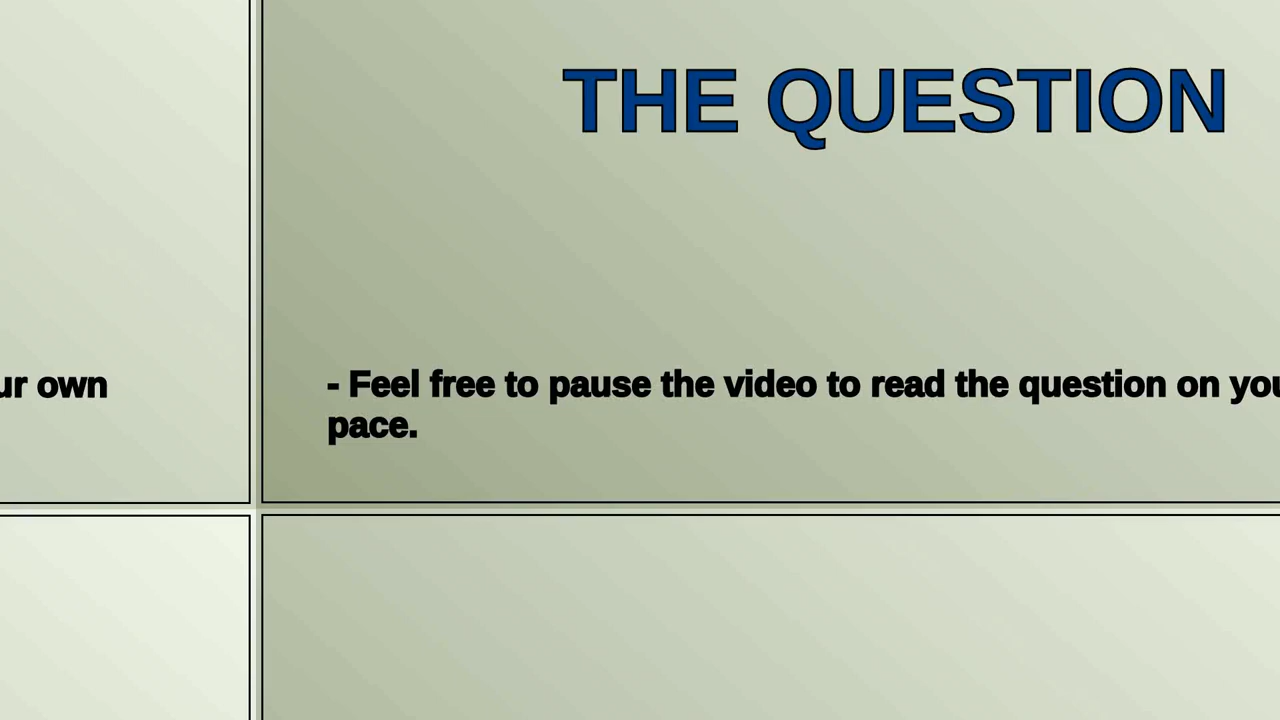 THE QUESTION
ur own
- Feel free to pause the video to read the question on you
pace.